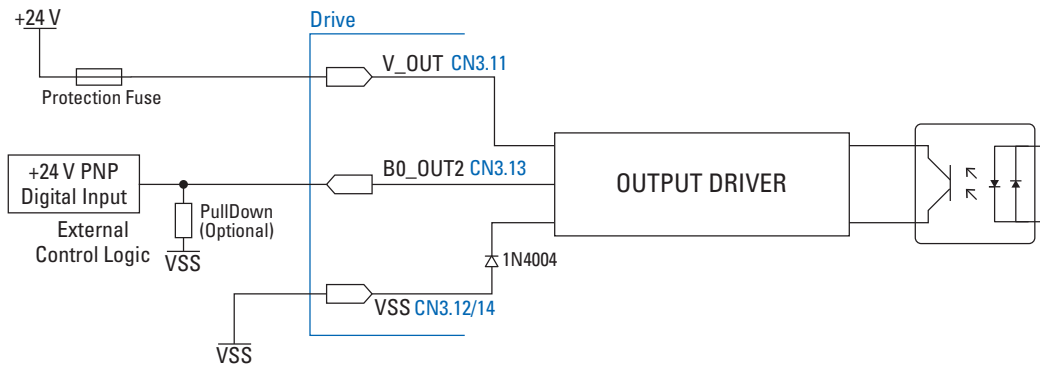 +24 V
Drive
V_OUT CN3.11
Protection Fuse
+24 V PNP
Digital Input
B0_OUT2 CN3.13
OUTPUT DRIVER
PullDown
(Optional)
External
Control Logic
VSS
1N4004
VSS CN3.12/14
VSS